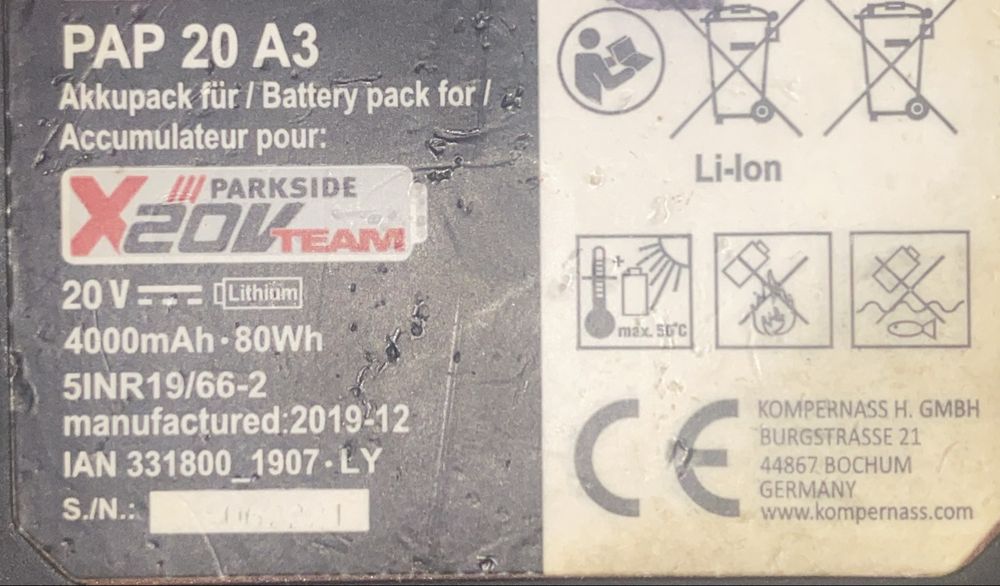 PAP 20 A3
Akkupack für / Battery pack for /
Accumulateur pour:
X PARKSIDE
20V TEAM
20 V Lithium
4000mAh · 80Wh
5INR19/66-2
manufactured:2019-12
IAN 331800_1907 · LY
S./N.:
Li-Ion
+
max. 50°C
CE
KOMPERNASS H. GMBH
BURGSTRASSE 21
44867 BOCHUM
GERMANY
www.kompernass.com